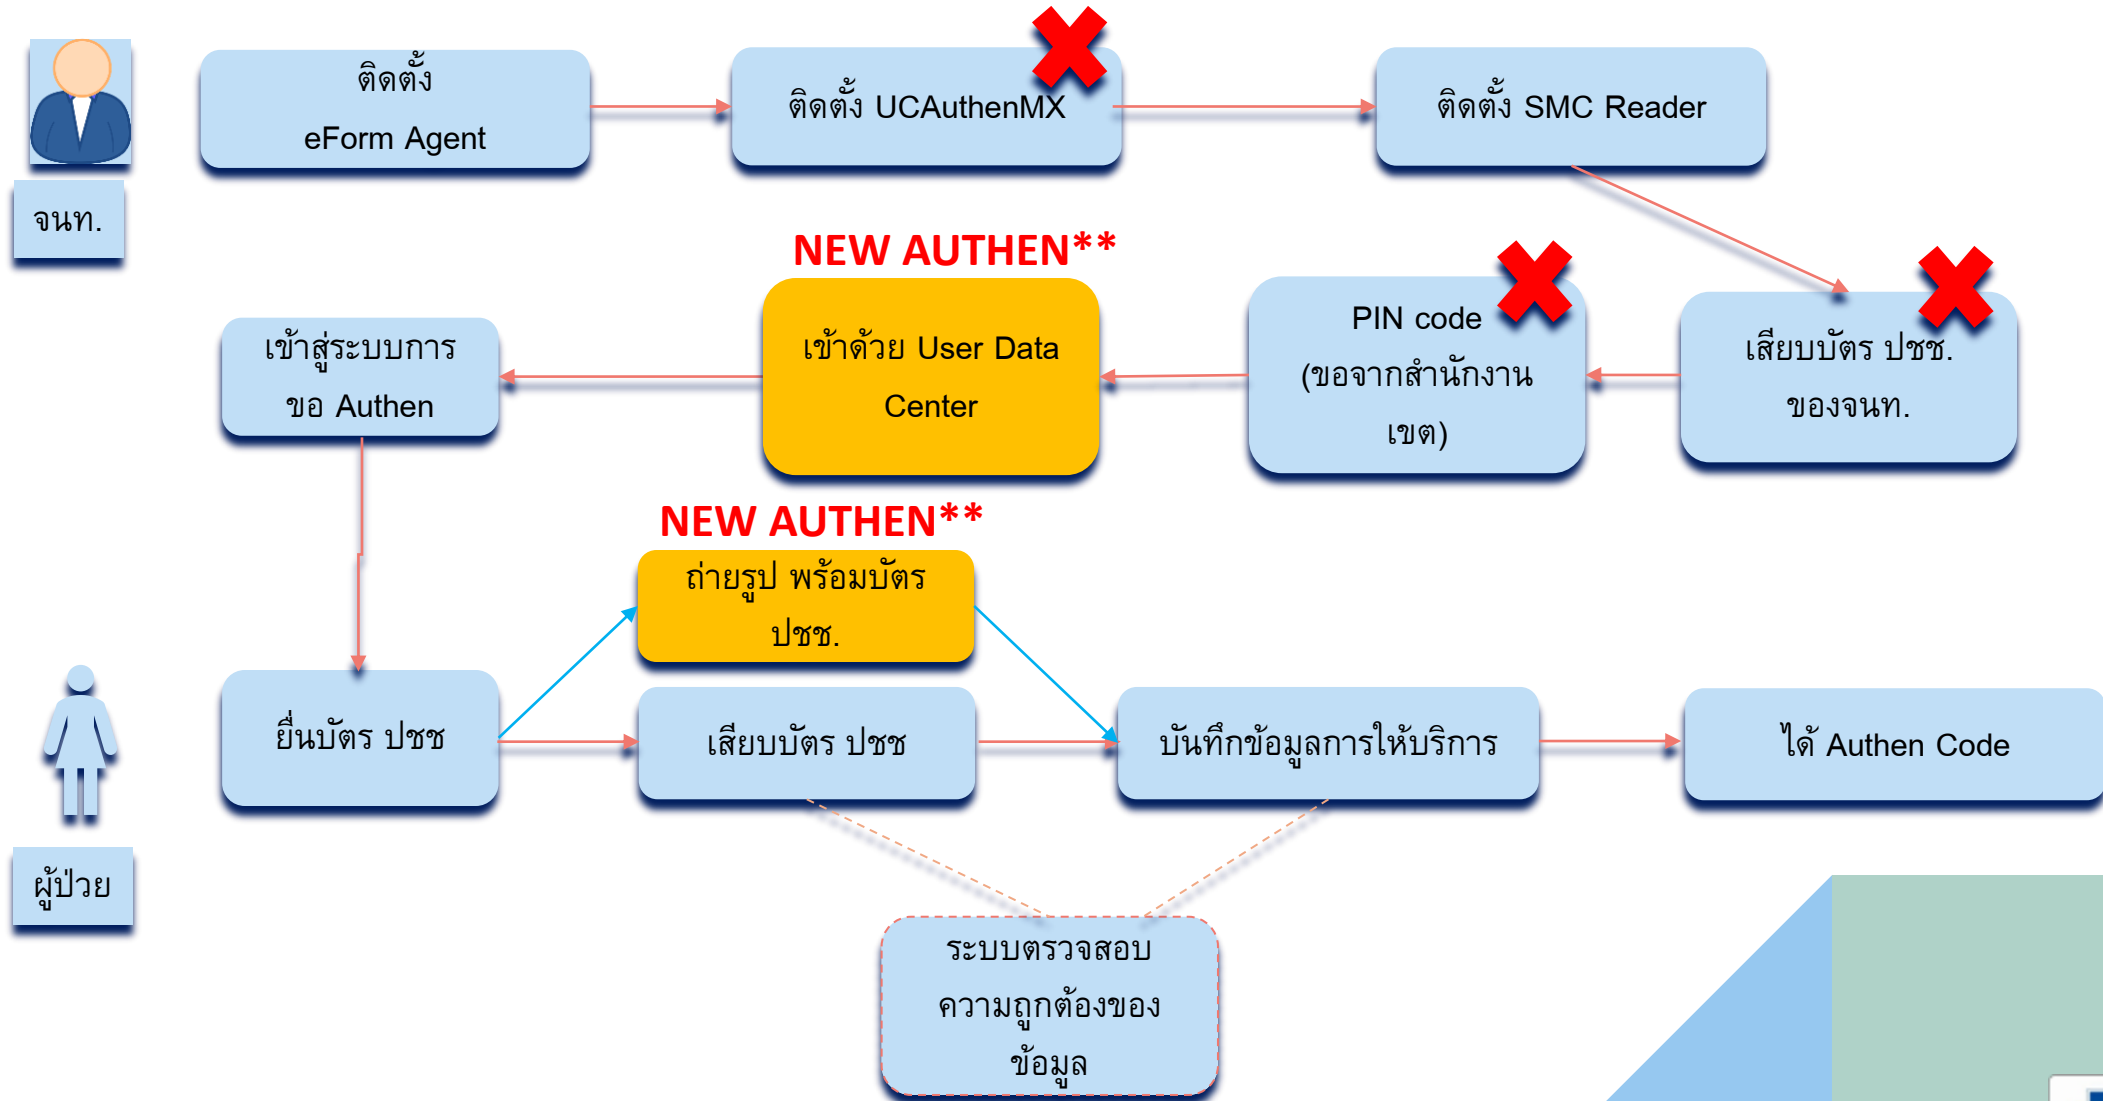 ติดตั้ง
eForm Agent
ติดตั้ง UCAuthenMX
ติดตั้ง SMC Reader
จนท.
NEW AUTHEN**
เข้าสู่ระบบการ
ขอ Authen
เข้าด้วย User Data
Center
PIN code
(ขอจากสำนักงาน
เขต)
เสียบบัตร ปชช.
ของจนท.
NEW AUTHEN**
ถ่ายรูป พร้อมบัตร
ปชช.
ยื่นบัตร ปชช
เสียบบัตร ปชช
บันทึกข้อมูลการให้บริการ
ได้ Authen Code
ผู้ป่วย
ระบบตรวจสอบ
ความถูกต้องของ
ข้อมูล